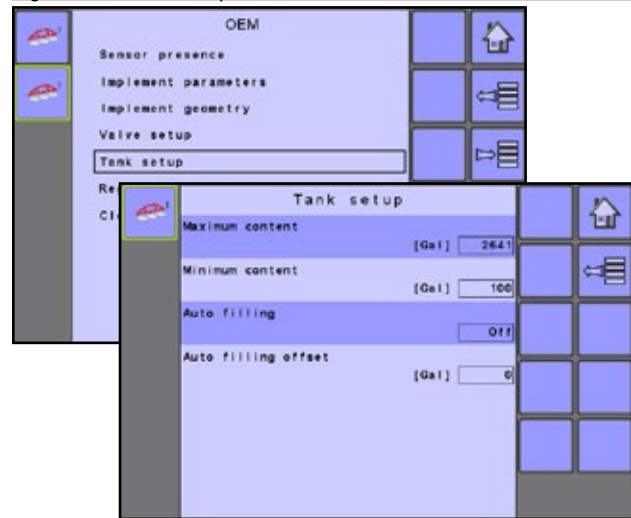 OEM
Sensor presence
Implement parameters
Implement geometry
Valve setup
Tank setup
Tank setup
Maximum content
[Gal] 2641
Minimum content
[Gal] 100
Auto filling
Off
Auto filling offset
[Gal] 0